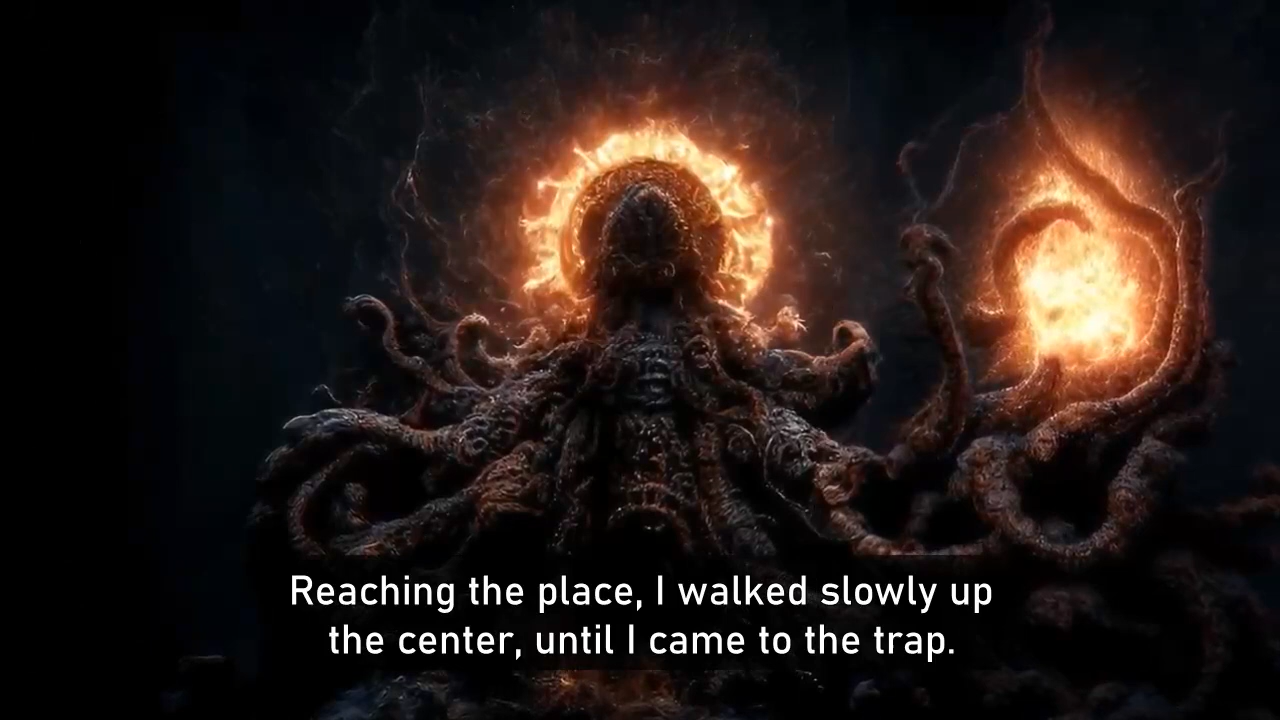 Reaching the place, I walked slowly up
the center, until I came to the trap.